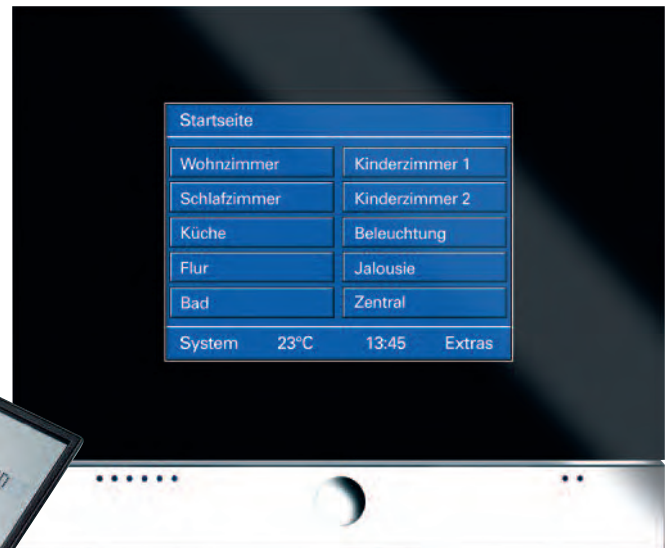 Startseite
Wohnzimmer Kinderzimmer 1
Schlafzimmer Kinderzimmer 2
Küche Beleuchtung
Flur Jalousie
Bad Zentral
System 23°C 13:45 Extras